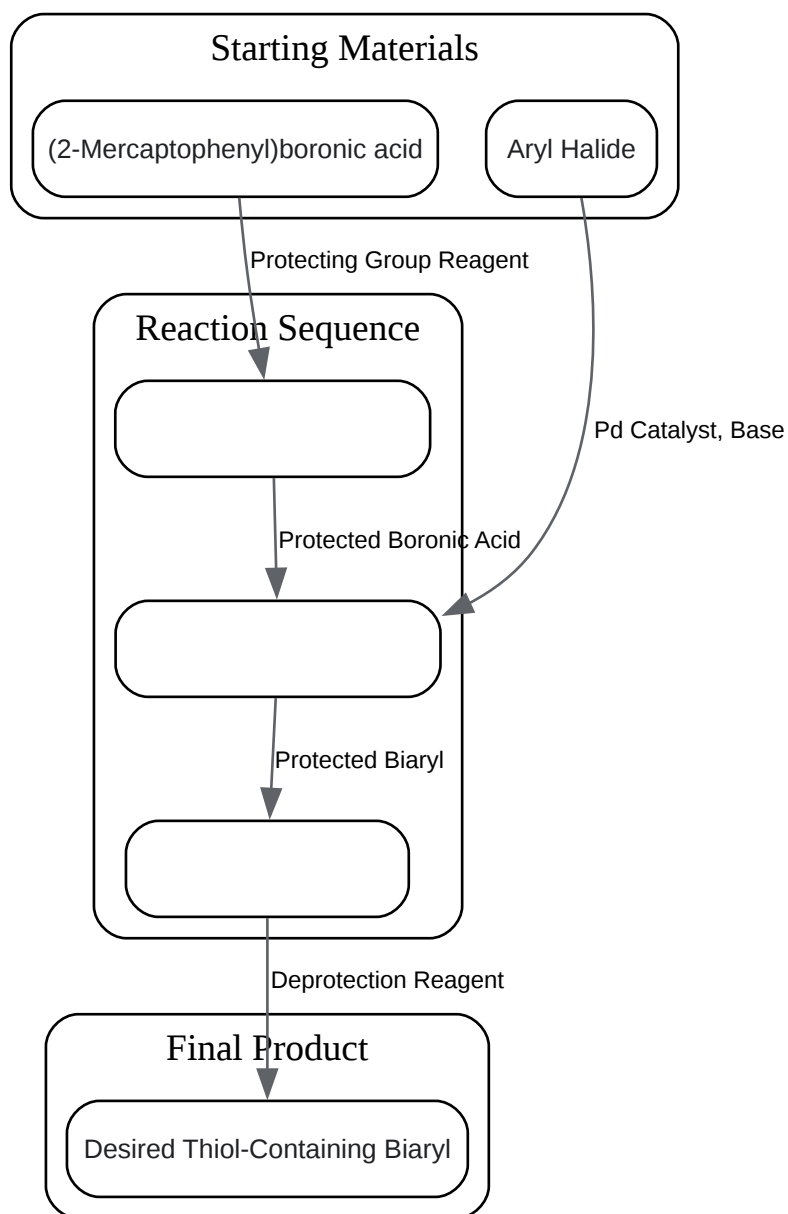 Starting Materials
(2-Mercaptophenyl)boronic acid
Aryl Halide
Protecting Group Reagent
Reaction Sequence
Pd Catalyst, Base
Protected Boronic Acid
Protected Biaryl
Deprotection Reagent
Final Product
Desired Thiol-Containing Biaryl